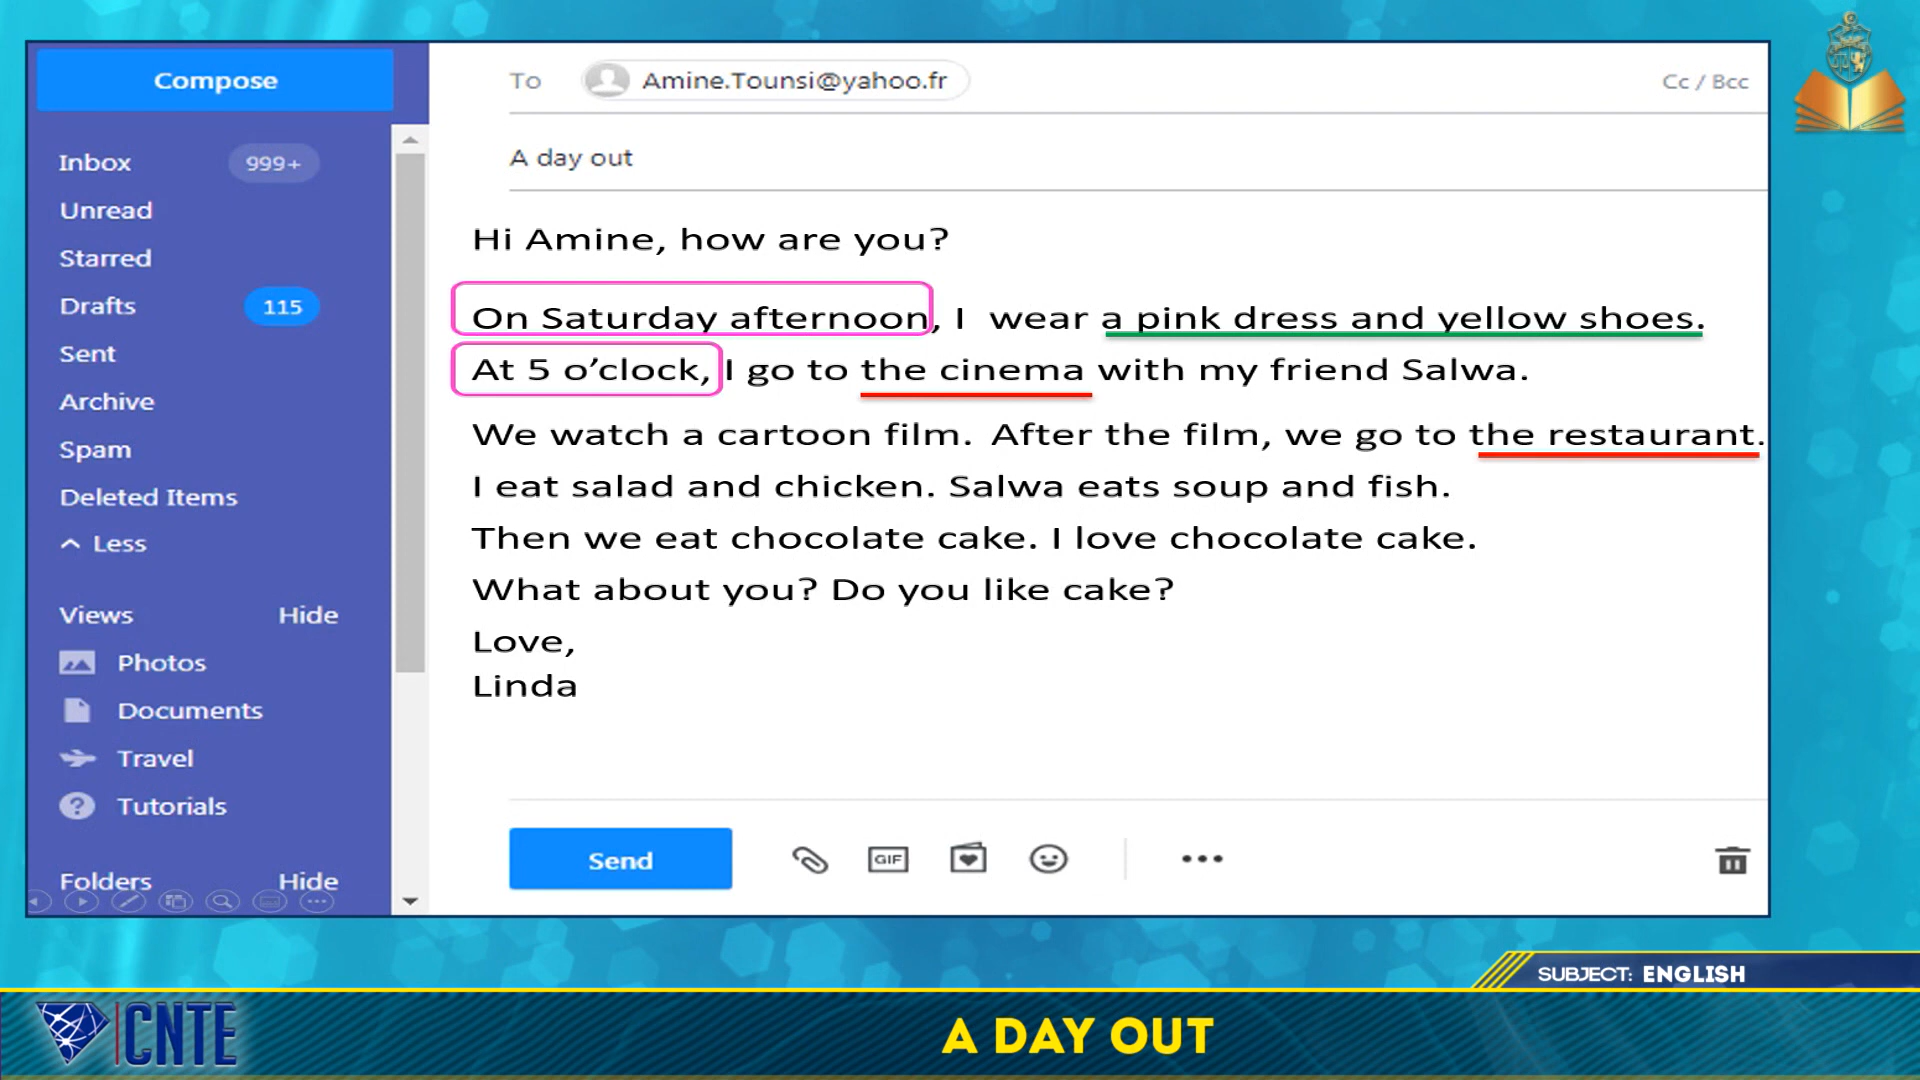 Compose
To Amine.Tounsi@yahoo.fr Cc / Bcc
A day out
Inbox 999+
Unread
Starred
Drafts 115
Sent
Archive
Spam
Deleted Items
Less
Views Hide
Photos
Documents
Travel
Tutorials
Folders Hide
Hi Amine, how are you?
On Saturday afternoon, I wear a pink dress and yellow shoes.
At 5 o’clock, I go to the cinema with my friend Salwa.
We watch a cartoon film. After the film, we go to the restaurant.
I eat salad and chicken. Salwa eats soup and fish.
Then we eat chocolate cake. I love chocolate cake.
What about you? Do you like cake?
Love,
Linda
Send GIF
SUBJECT: ENGLISH
CNTE
A DAY OUT